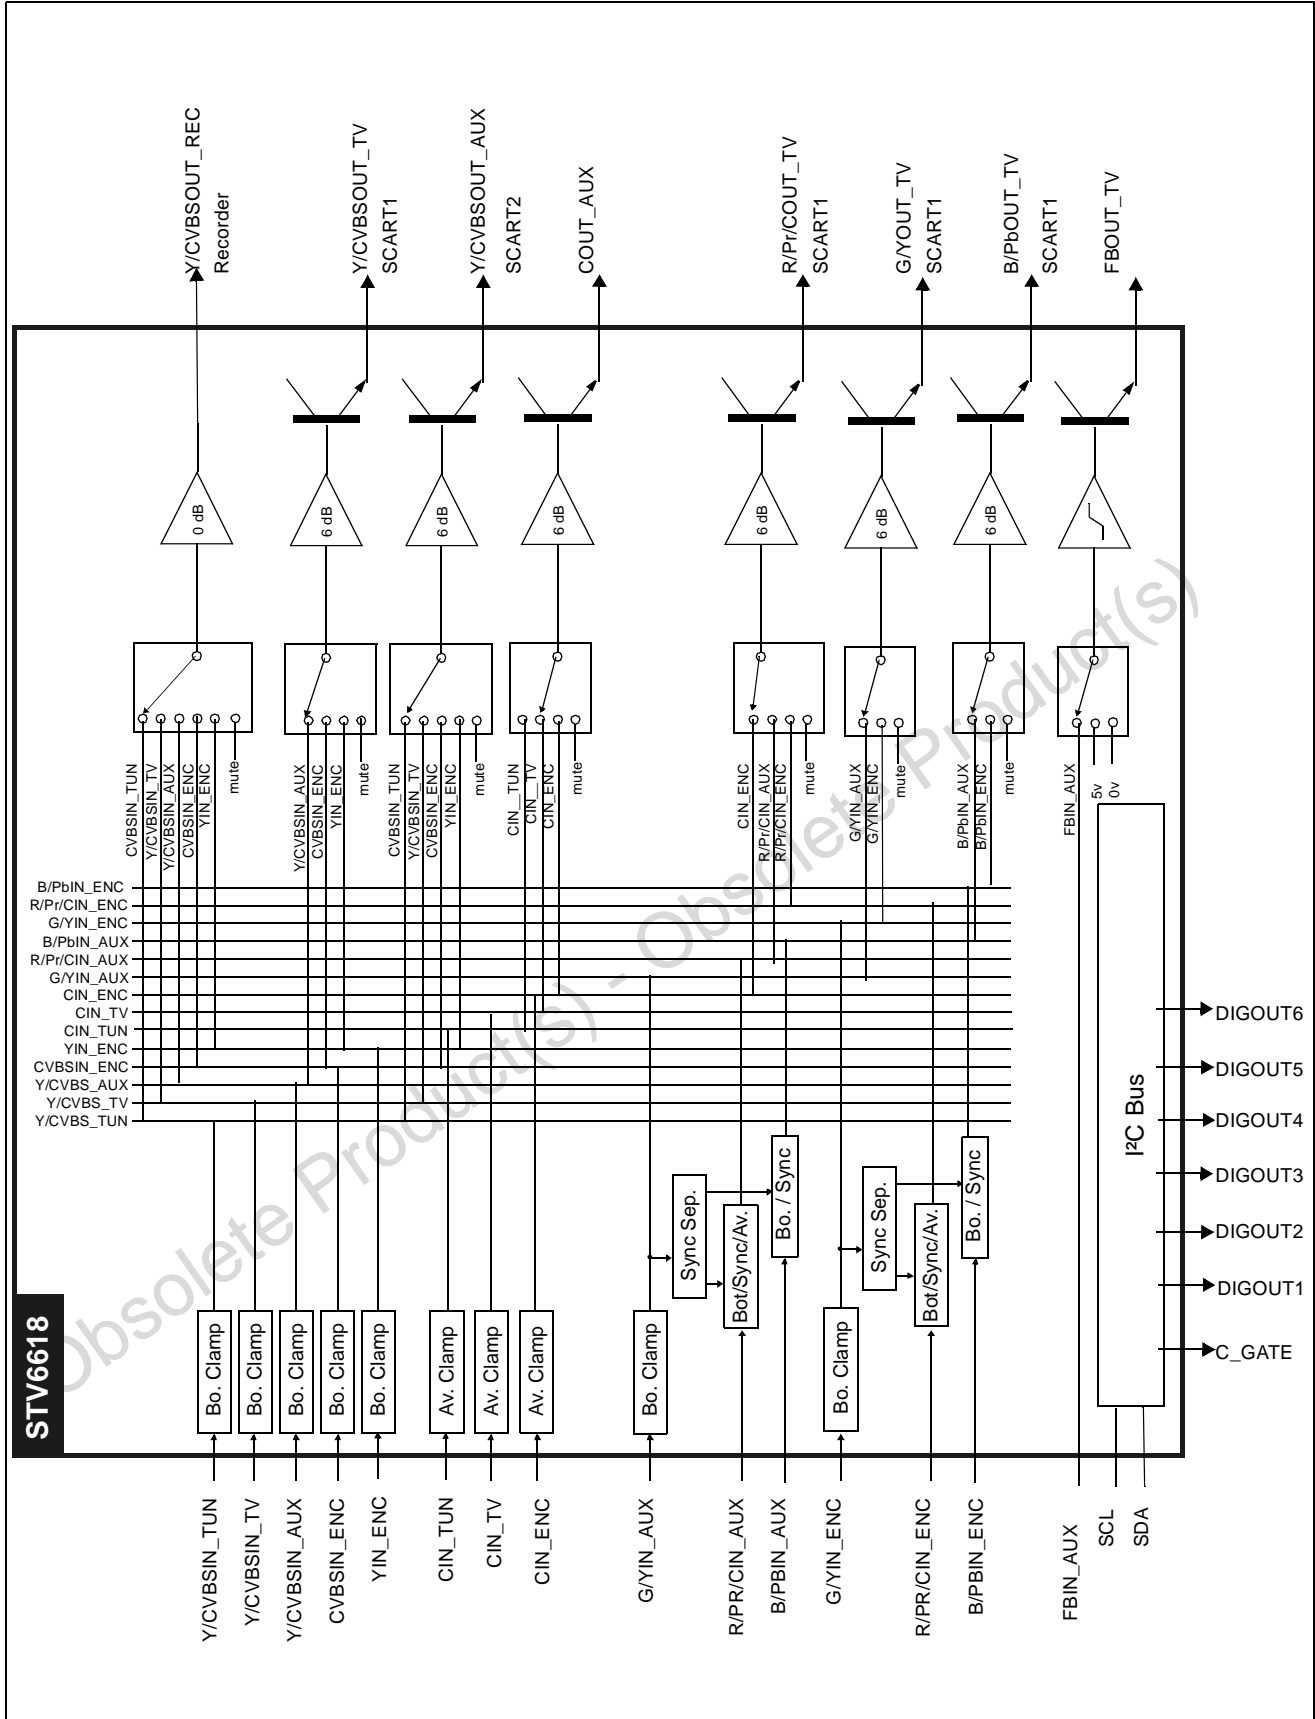 Y/CVBSOUT_REC
Recorder
Y/CVBSOUT_TV
SCART1
Y/CVBSOUT_AUX
SCART2
COUT_AUX
R/Pr/COUT_TV
SCART1
G/YOUT_TV
SCART1
B/PbOUT_TV
SCART1
FBOUT_TV
0 dB
6 dB
6 dB
6 dB
6 dB
6 dB
6 dB
CVBSIN_TUN
Y/CVBSIN_TV
Y/CVBSIN_AUX
CVBSIN_ENC
YIN_ENC
mute
Y/CVBSIN_AUX
CVBSIN_ENC
YIN_ENC
mute
CVBSIN_TUN
Y/CVBSIN_TV
CVBSIN_ENC
YIN_ENC
mute
CIN__TUN
CIN__TV
CIN_ENC
mute
CIN_ENC
R/Pr/CIN_AUX
R/Pr/CIN_ENC
mute
G/YIN_AUX
G/YIN_ENC
mute
B/PbIN_AUX
B/PbIN_ENC
mute
FBIN_AUX
5v
0v
B/PbIN_ENC
R/Pr/CIN_ENC
G/YIN_ENC
B/PbIN_AUX
R/Pr/CIN_AUX
G/YIN_AUX
CIN_ENC
CIN_TV
CIN_TUN
YIN_ENC
CVBSIN_ENC
Y/CVBS_AUX
Y/CVBS_TV
Y/CVBS_TUN
I²C Bus
DIGOUT6
DIGOUT5
DIGOUT4
DIGOUT3
DIGOUT2
DIGOUT1
C_GATE
Sync Sep.
Bot/Sync/Av.
Bo. / Sync
Sync Sep.
Bot/Sync/Av.
Bo. / Sync
STV6618
Bo. Clamp
Bo. Clamp
Bo. Clamp
Bo. Clamp
Bo. Clamp
Av. Clamp
Av. Clamp
Av. Clamp
Bo. Clamp
Bo. Clamp
Y/CVBSIN_TUN
Y/CVBSIN_TV
Y/CVBSIN_AUX
CVBSIN_ENC
YIN_ENC
CIN_TUN
CIN_TV
CIN_ENC
G/YIN_AUX
R/PR/CIN_AUX
B/PBIN_AUX
G/YIN_ENC
R/PR/CIN_ENC
B/PBIN_ENC
FBIN_AUX
SCL
SDA
Obsolete Product(s) - Obsolete Product(s)